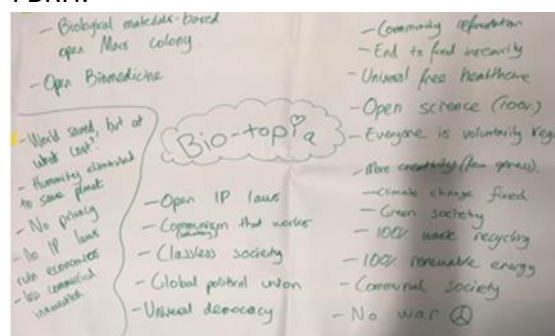 - Biological materials-based
open Mars colony
- Open Biomedicine
- World saved, but at
what cost?
- Humanity eliminated
to save planet
- No privacy
- No IP laws
ruin economies
- commercial
innovation
Bio-topia
- Open IP laws
- Communism that works
- Classless society
- Global political union
- Universal democracy
- Community
- End to food insecurity
- Universal free healthcare
- Open science (100%)
- Everyone is voluntarily veg.
- More creativity (from openness).
- Climate change fixed
- Green society
- 100% waste recycling
- 100% renewable energy
- Communal society
- No war